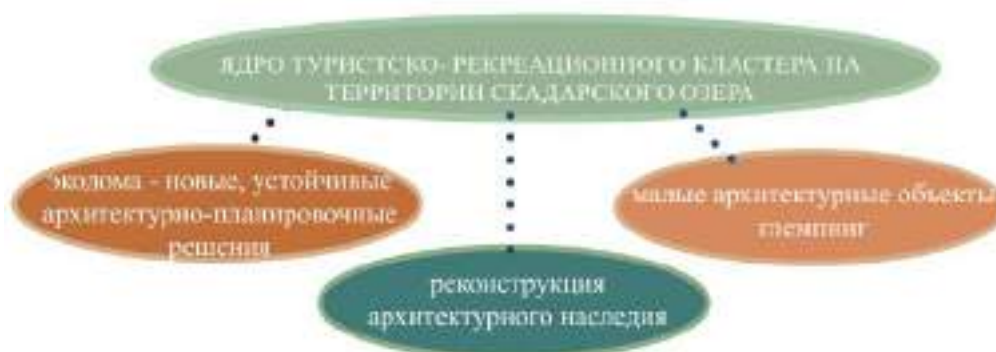 ЯДРО ТУРИСТСКО- РЕКРЕАЦИОННОГО КЛАСТЕРА НА
ТЕРРИТОРИИ СКАДАРСКОГО ОЗЕРА
экодома - новые, устойчивые
архитектурно-планировочные
решения
малые архитектурные объекты
глемпинг
реконструкция
архитектурного наследия